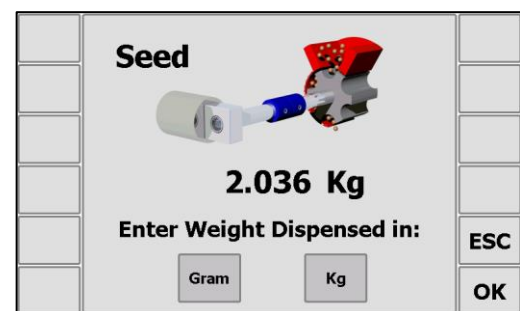 Seed
2.036 Kg
Enter Weight Dispensed in:
Gram Kg
ESC
OK